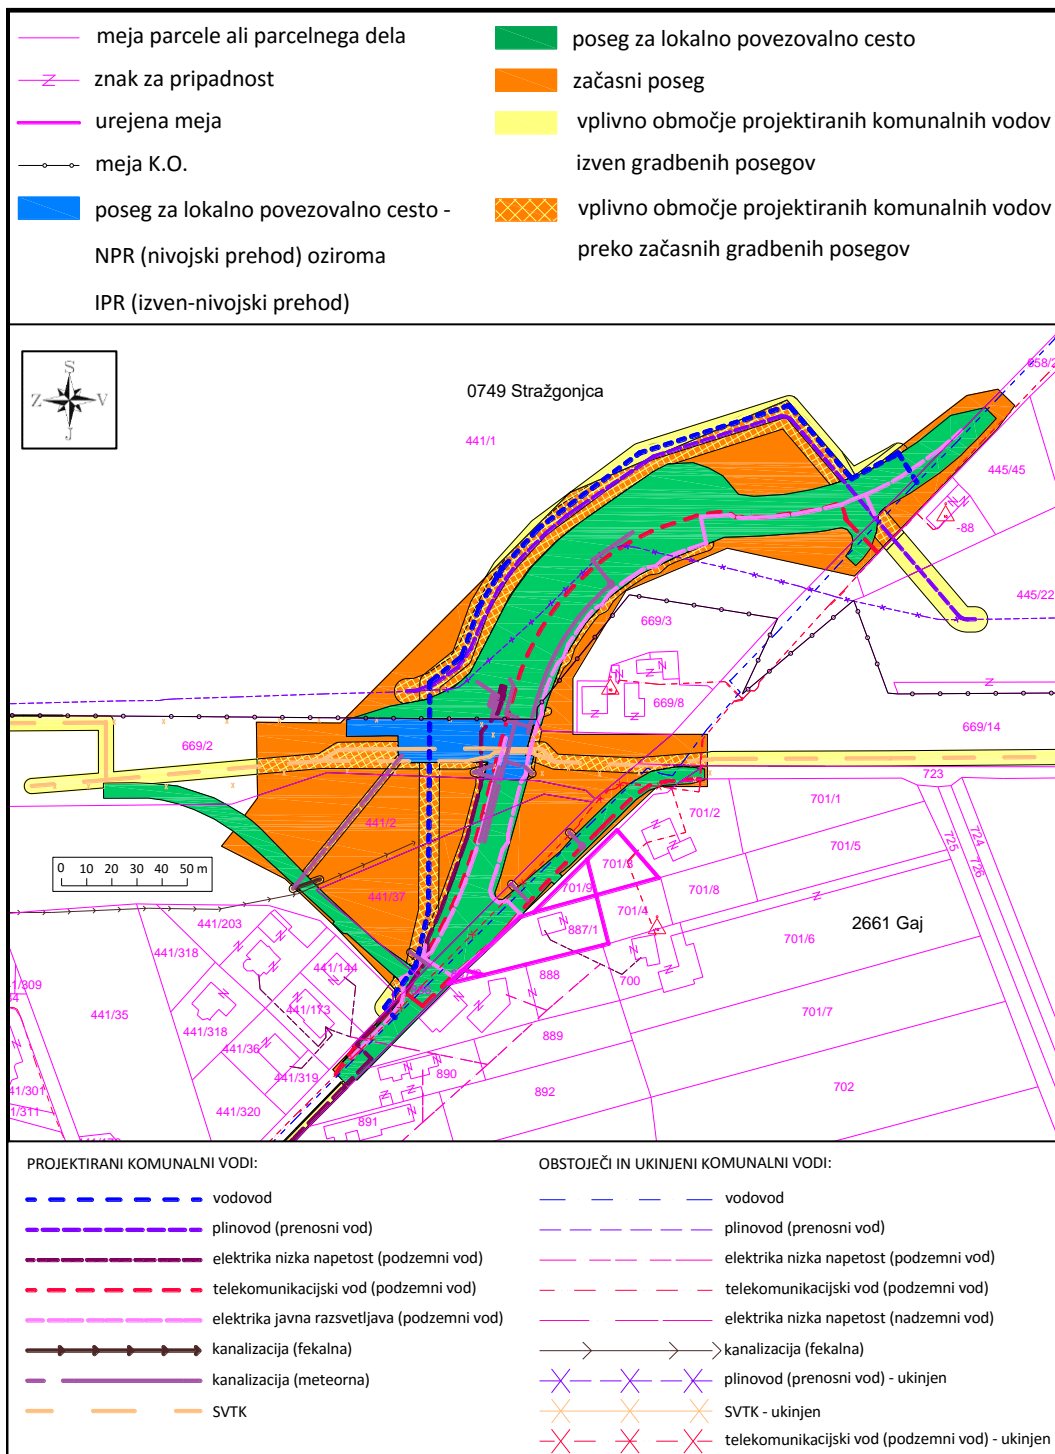 meja parcele ali parcelnega dela
znak za pripadnost
urejena meja
meja K.O.
poseg za lokalno povezovalno cesto -
NPR (nivojski prehod) oziroma
IPR (izven-nivojski prehod)
poseg za lokalno povezovalno cesto
začasni poseg
vplivno območje projektiranih komunalnih vodov
izven gradbenih posegov
vplivno območje projektiranih komunalnih vodov
preko začasnih gradbenih posegov
S
Z V
J
0749 Stražgonjca
441/1
658/2
445/45
-88
445/22
669/3
669/8
669/2
669/14
723
724
725
726
701/1
701/2
701/5
441/2
0 10 20 30 40 50 m
701/3
701/9
701/8
441/37
701/4
887/1
2661 Gaj
701/6
441/203
441/318
441/144
888
700
441/35
441/173
441/318
701/7
889
441/36
441/319
890
892
702
441/320
891
PROJEKTIRANI KOMUNALNI VODI:
vodovod
plinovod (prenosni vod)
elektrika nizka napetost (podzemni vod)
telekomunikacijski vod (podzemni vod)
elektrika javna razsvetljava (podzemni vod)
kanalizacija (fekalna)
kanalizacija (meteorna)
SVTK
OBSTOJEČI IN UKINJENI KOMUNALNI VODI:
vodovod
plinovod (prenosni vod)
elektrika nizka napetost (podzemni vod)
telekomunikacijski vod (podzemni vod)
elektrika nizka napetost (nadzemni vod)
kanalizacija (fekalna)
plinovod (prenosni vod) - ukinjen
SVTK - ukinjen
telekomunikacijski vod (podzemni vod) - ukinjen